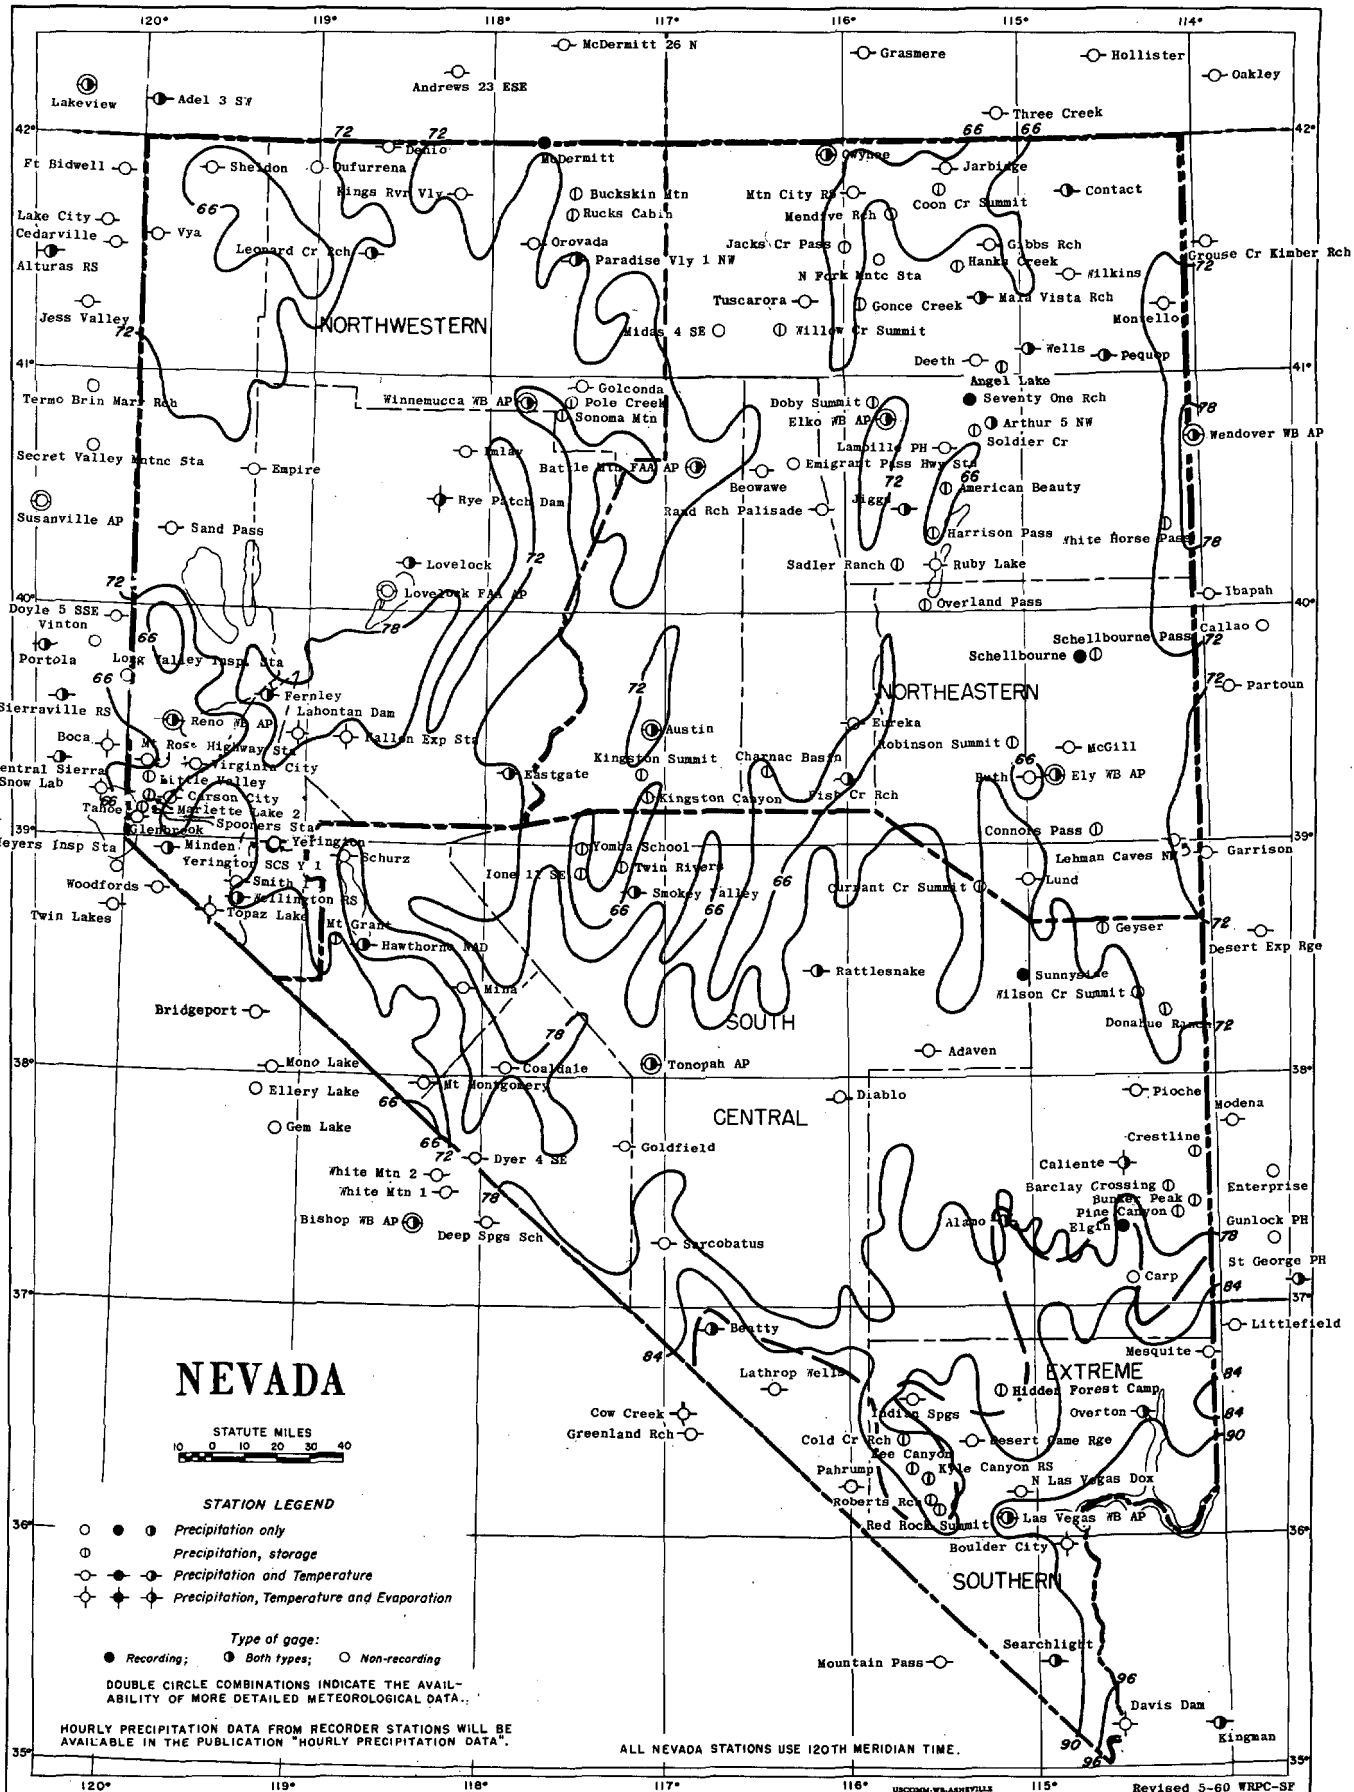 120° 119° 118° 117° 116° 115° 114°
McDermitt 26 N
Grasmere
Hollister
Oakley
Andrews 23 ESE
Lakeview
Adel 3 SW
Three Creek
42° 72 72 66 66 42°
Denio
McDermitt
Owyhee
Ft Bidwell
Sheldon
Dufurrena
Jarbidge
Kings Rvr Vly
Buckskin Mtn
Mtn City RS
Contact
Coon Cr Summit
66
Rucks Cabin
Mendive Rch
Lake City
Cedarville
Vya
Orovada
Jacks Cr Pass
Gibbs Rch
Grouse Cr Kimber Rch
Alturas RS
Leonard Cr Rch
Paradise Vly 1 NW
Hanks Creek
72
N Fork Mntc Sta
Wilkins
Jess Valley
Tuscarora
Gonce Creek
Mala Vista Rch
Montello
72
NORTHWESTERN
Midas 4 SE
Willow Cr Summit
Wells
Pequop
Deeth
41° 41°
Angel Lake
Termo Brin Marr Rch
Golconda
Winnemucca WB AP
Pole Creek
Doby Summit
Seventy One Rch
78
Sonoma Mtn
Elko WB AP
Arthur 5 NW
Wendover WB AP
Soldier Cr
Secret Valley Mntnc Sta
Imlay
Lamoille PH
Empire
Battle Mtn FAA AP
Emigrant Pass Hwy Sta
Beowawe
72 66
American Beauty
Susanville AP
Rye Patch Dam
Jiggs
Rand Rch Palisade
Sand Pass
Harrison Pass
White Horse Pass
78
72
Lovelock
Sadler Ranch
Ruby Lake
72
Lovelock FAA AP
Ibapah
40° 40°
Overland Pass
Doyle 5 SSE
Vinton
78
Callao
66
Schellbourne Pass
72
Portola
Long Valley Insp. Sta
Schellbourne
66
72
NORTHEASTERN
72
Partoun
Sierraville RS
Fernley
Lahontan Dam
Reno WB AP
Austin
Eureka
Boca
Mt Rose Highway Sta
Fallon Exp Sta
Robinson Summit
McGill
Kingston Summit
Charnac Basin
Central Sierra
Snow Lab
Virginia City
Eastgate
66
Ruth
Ely WB AP
Little Valley
66
Carson City
Kingston Canyon
Fish Cr Rch
Tahoe
Marlette Lake 2
Spooners Sta
Glenbrook
Connors Pass
39° 39°
Meyers Insp Sta
Minden
Yerington
Yomba School
Lehman Caves NM
Garrison
Yerington SCS Y 1
Schurz
Ione 11 SE
Twin Rivers
Woodfords
Smith 1
66
Currant Cr Summit
Lund
Wellington RS
Smokey Valley
Twin Lakes
Topaz Lake
66 66
Mt Grant
Geyser
72
Hawthorne NAD
Desert Exp Rge
Rattlesnake
Sunnyside
Mina
Wilson Cr Summit
Bridgeport
SOUTH
Donahue Ranch
72
78
Adaven
38° 38°
Mono Lake
Coaldale
Tonopah AP
Ellery Lake
Mt Montgomery
Pioche
66
Diablo
Modena
CENTRAL
Gem Lake
66
Goldfield
Crestline
72
Dyer 4 SE
Caliente
White Mtn 2
White Mtn 1
78
Barclay Crossing
Enterprise
Bunker Peak
Pine Canyon
Bishop WB AP
Alamo
Elgin
Gunlock PH
Deep Spgs Sch
78
Sarcobatus
St George PH
Carp
84
37° 37°
Littlefield
Beatty
Mesquite
84
Lathrop Wells
EXTREME
84
NEVADA
Hidden Forest Camp
Cow Creek
Indian Spgs
Overton
84
Greenland Rch
Cold Cr Rch
Desert Game Rge
90
STATUTE MILES
Lee Canyon
10 0 10 20 30 40
Pahrump
Kyle Canyon RS
N Las Vegas Dox
Roberts Rch
STATION LEGEND
Red Rock Summit
Las Vegas WB AP
Precipitation only
36° 36°
Precipitation, storage
Boulder City
Precipitation and Temperature
SOUTHERN
Precipitation, Temperature and Evaporation
Type of gage:
Searchlight
Recording; Both types; Non-recording
Mountain Pass
DOUBLE CIRCLE COMBINATIONS INDICATE THE AVAIL-
ABILITY OF MORE DETAILED METEOROLOGICAL DATA.
96
Davis Dam
HOURLY PRECIPITATION DATA FROM RECORDER STATIONS WILL BE
AVAILABLE IN THE PUBLICATION "HOURLY PRECIPITATION DATA".
Kingman
ALL NEVADA STATIONS USE 120TH MERIDIAN TIME.
90
96
35° 35°
120° 119° 118° 117° 116° 115°
USCOMM-WB-ASHEVILLE
Revised 5-60 WRPC-SF